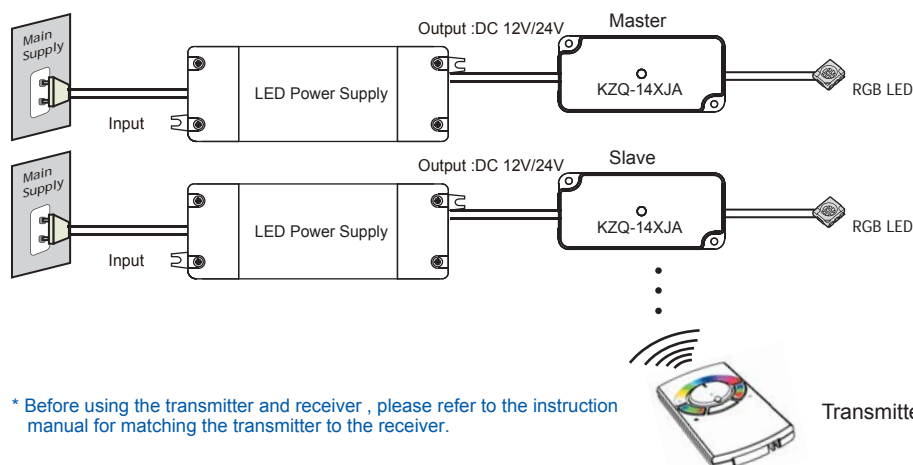 Main Supply
Input
LED Power Supply
Output :DC 12V/24V
Master
KZQ-14XJA
RGB LED
Main Supply
Input
LED Power Supply
Output :DC 12V/24V
Slave
KZQ-14XJA
RGB LED
* Before using the transmitter and receiver , please refer to the instruction
manual for matching the transmitter to the receiver.
Transmitte